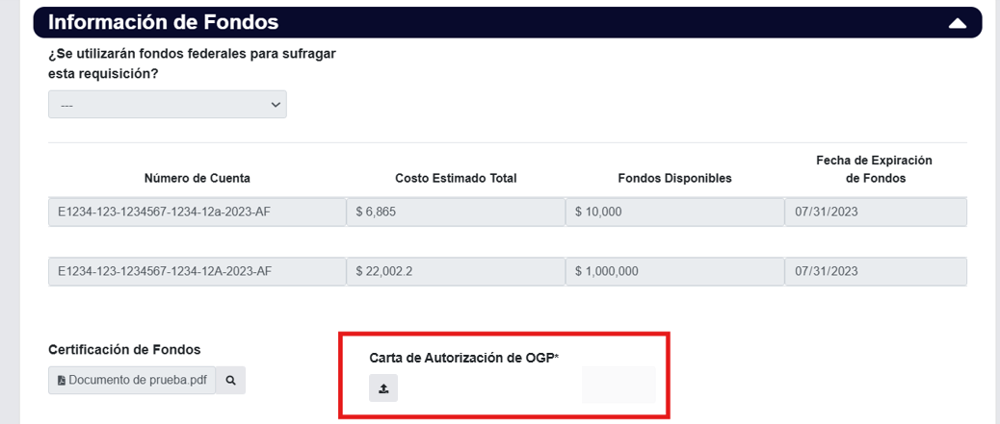 Información de Fondos
¿Se utilizarán fondos federales para sufragar
esta requisición?
---
Número de Cuenta Costo Estimado Total Fondos Disponibles Fecha de Expiración
de Fondos
E1234-123-1234567-1234-12a-2023-AF $ 6,865 $ 10,000 07/31/2023
E1234-123-1234567-1234-12A-2023-AF $ 22,002.2 $ 1,000,000 07/31/2023
Certificación de Fondos
Documento de prueba.pdf
Carta de Autorización de OGP*